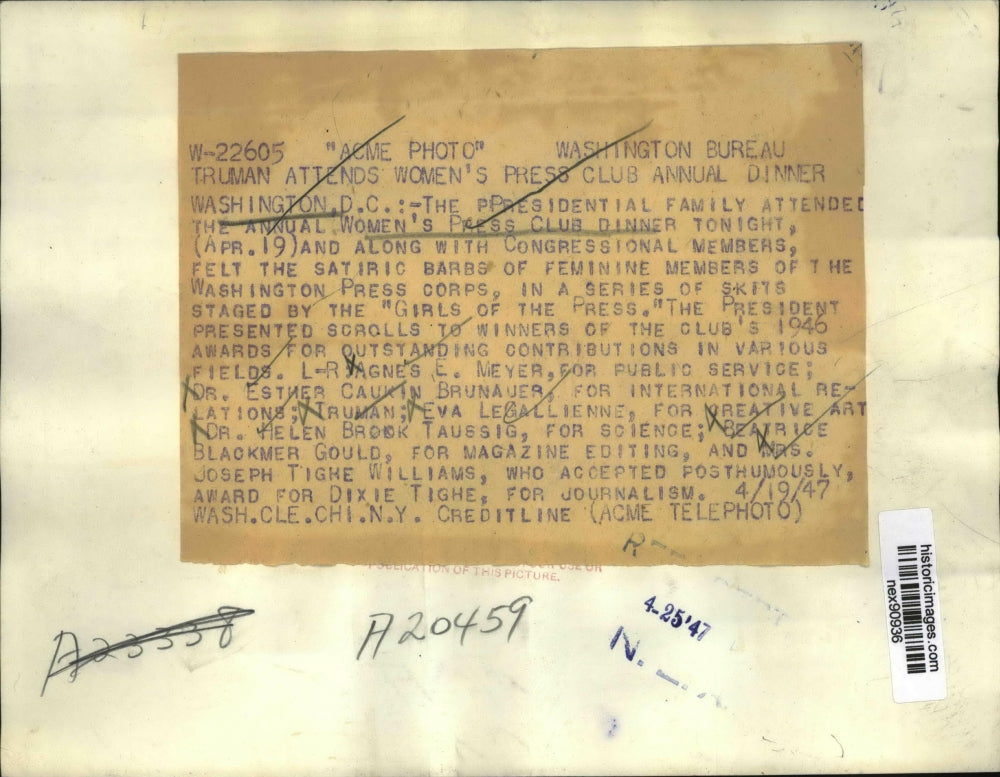 W-22605 "ACME PHOTO" WASHINGTON BUREAU
TRUMAN ATTENDS WOMEN'S PRESS CLUB ANNUAL DINNER
WASHINGTON,D.C.:-THE PPRESIDENTIAL FAMILY ATTENDED
THE ANNUAL WOMEN'S PRESS CLUB DINNER TONIGHT,
(APR.19)AND ALONG WITH CONGRESSIONAL MEMBERS,
FELT THE SATIRIC BARBS OF FEMININE MEMBERS OF THE
WASHINGTON PRESS CORPS, IN A SERIES OF SKITS
STAGED BY THE "GIRLS OF THE PRESS."THE PRESIDENT
PRESENTED SCROLLS TO WINNERS OF THE CLUB'S 1946
AWARDS FOR OUTSTANDING CONTRIBUTIONS IN VARIOUS
FIELDS. L-R: AGNES E. MEYER,FOR PUBLIC SERVICE;
DR. ESTHER CAUKIN BRUNAUER, FOR INTERNATIONAL RE-
LATIONS; TRUMAN; EVA LEGALLIENNE, FOR CREATIVE ART
DR. HELEN BROOK TAUSSIG, FOR SCIENCE; BEATRICE
BLACKMER GOULD, FOR MAGAZINE EDITING, AND MRS.
JOSEPH TIGHE WILLIAMS, WHO ACCEPTED POSTHUMOUSLY,
AWARD FOR DIXIE TIGHE, FOR JOURNALISM. 4/19/47
WASH.CLE.CHI.N.Y. CREDITLINE (ACME TELEPHOTO)
PUBLICATION OF THIS PICTURE.
A23558
A20459
4-25'47
N.
historicimages.com
nex90936